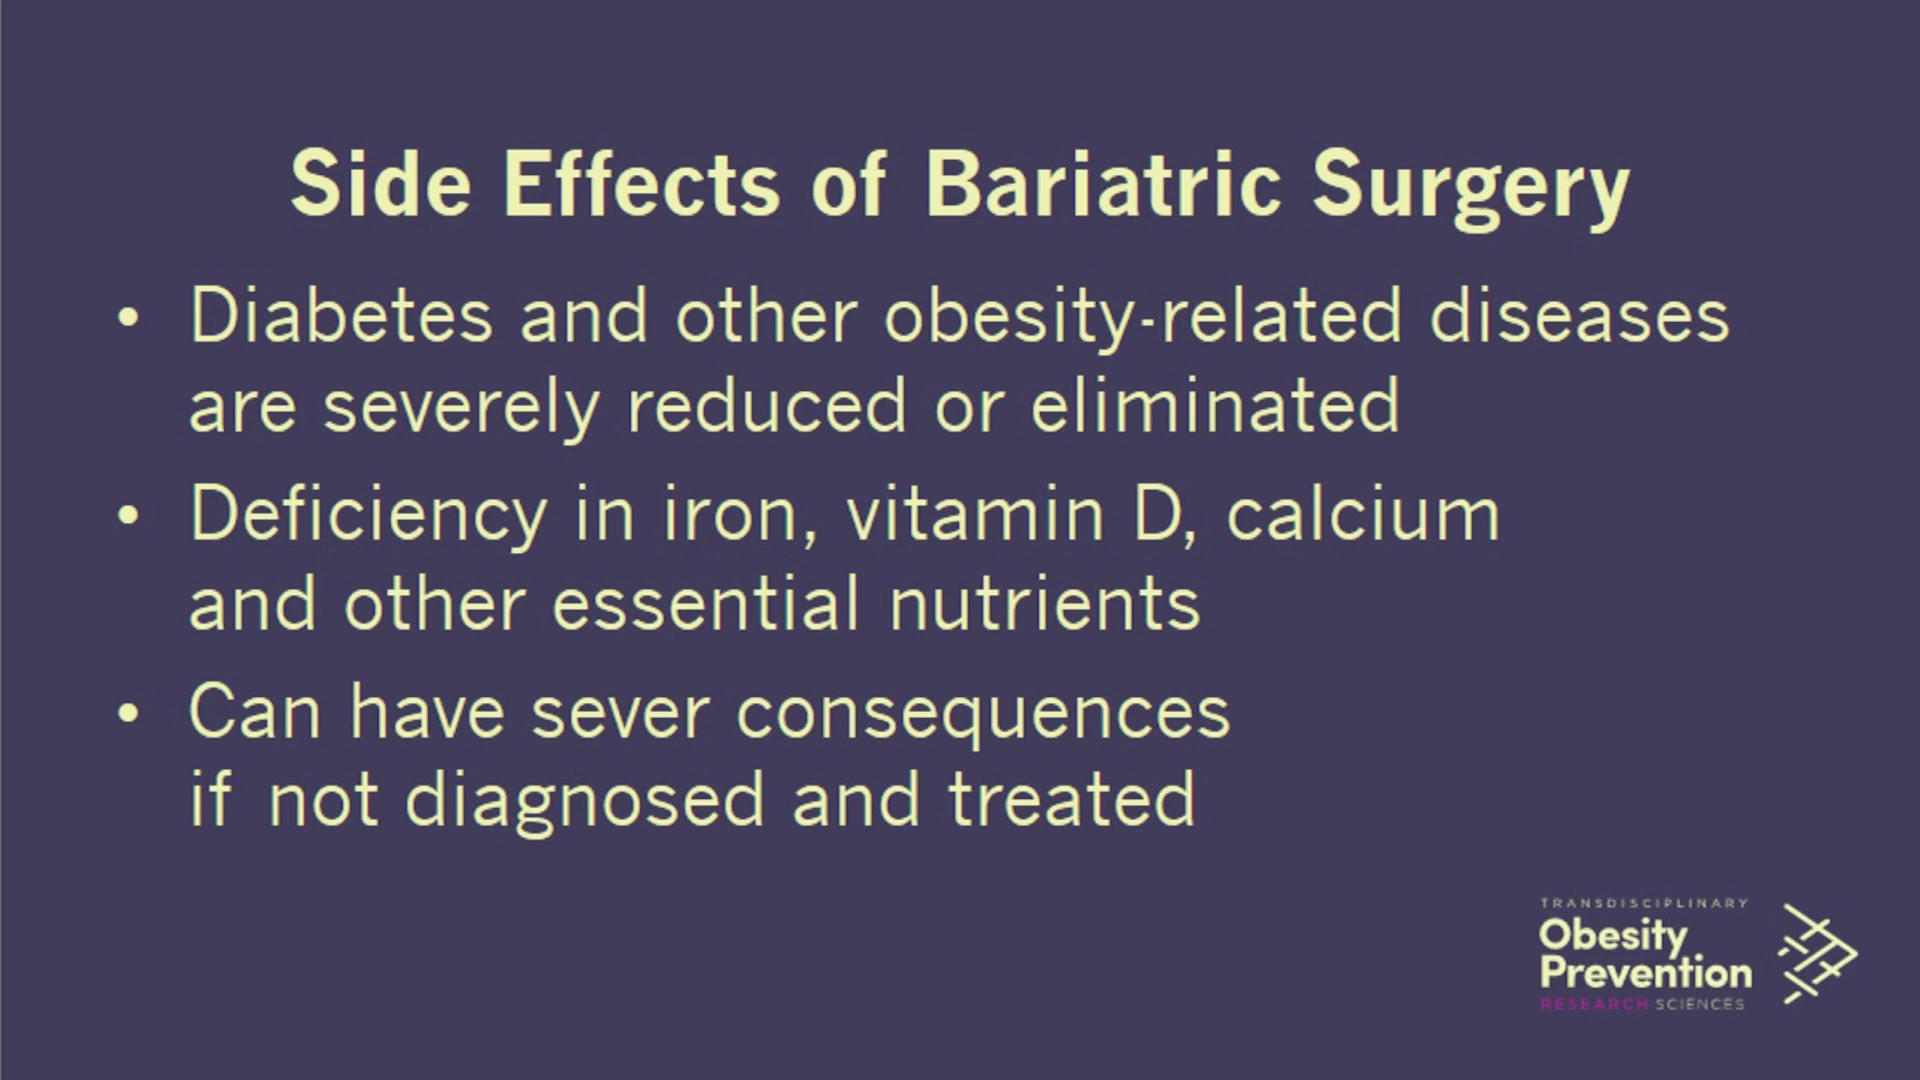 Side Effects of Bariatric Surgery
• Diabetes and other obesity-related diseases
are severely reduced or eliminated
• Deficiency in iron, vitamin D, calcium
and other essential nutrients
• Can have sever consequences
if not diagnosed and treated
TRANSDISCIPLINARY
Obesity
Prevention
RESEARCH SCIENCES